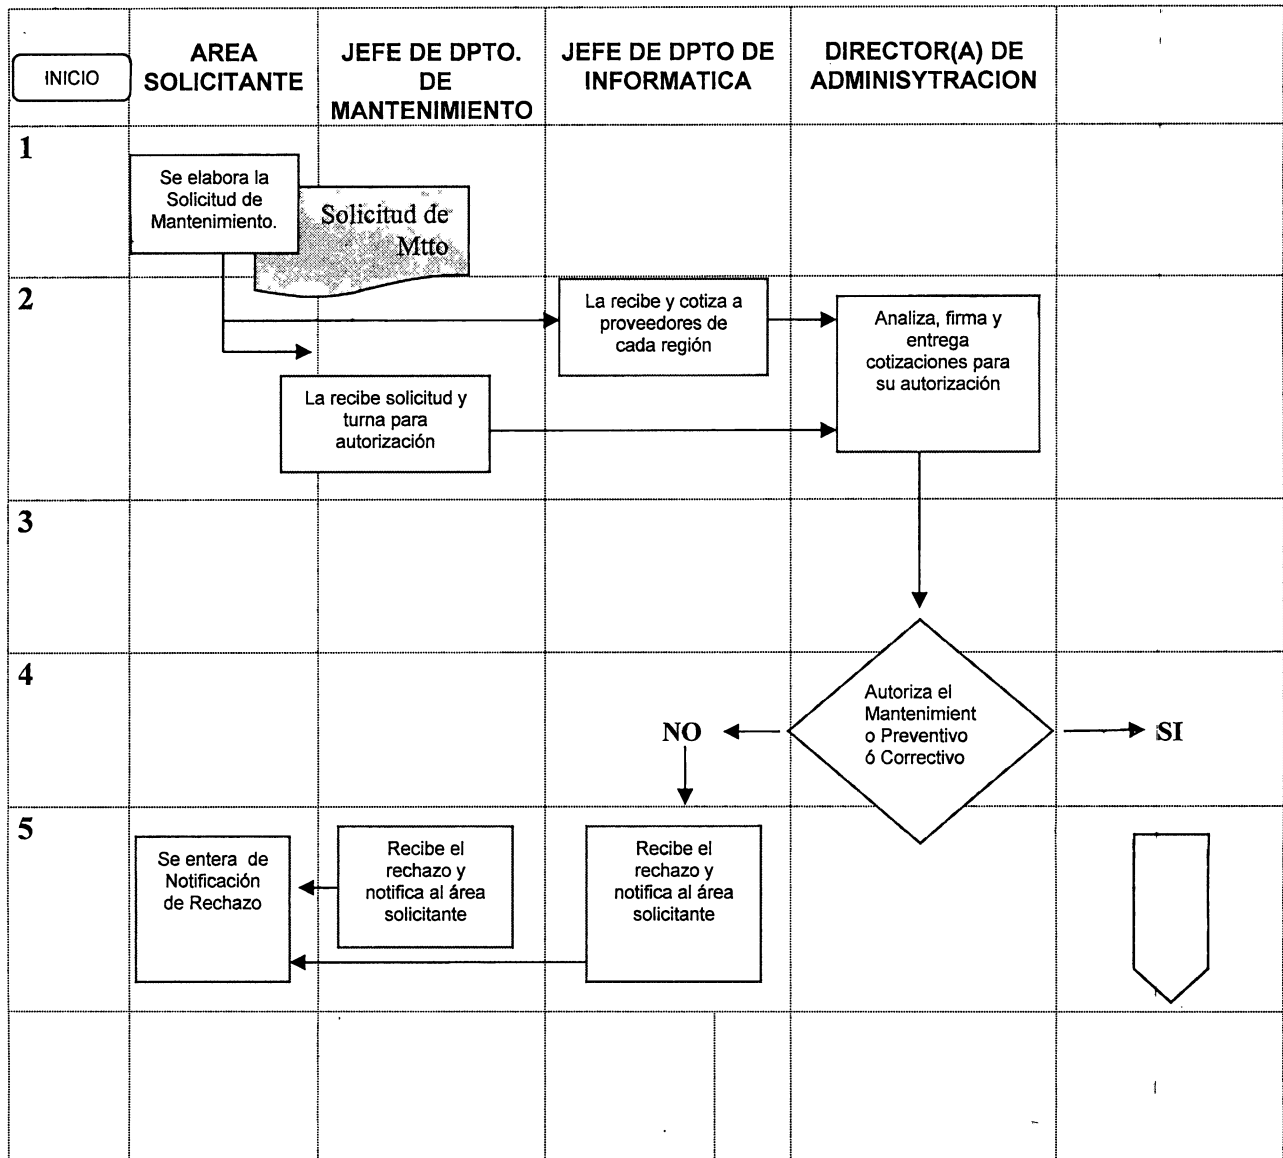 INICIO
AREA
SOLICITANTE
JEFE DE DPTO.
DE
MANTENIMIENTO
JEFE DE DPTO DE
INFORMATICA
DIRECTOR(A) DE
ADMINISYTRACION
1
Se elabora la
Solicitud de
Mantenimiento.
Solicitud de
Mtto
2
La recibe y cotiza a
proveedores de
cada región
Analiza, firma y
entrega
cotizaciones para
su autorización
La recibe solicitud y
turna para
autorización
3
4
Autoriza el
Mantenimient
o Preventivo
ó Correctivo
NO
SI
5
Se entera de
Notificación
de Rechazo
Recibe el
rechazo y
notifica al área
solicitante
Recibe el
rechazo y
notifica al área
solicitante